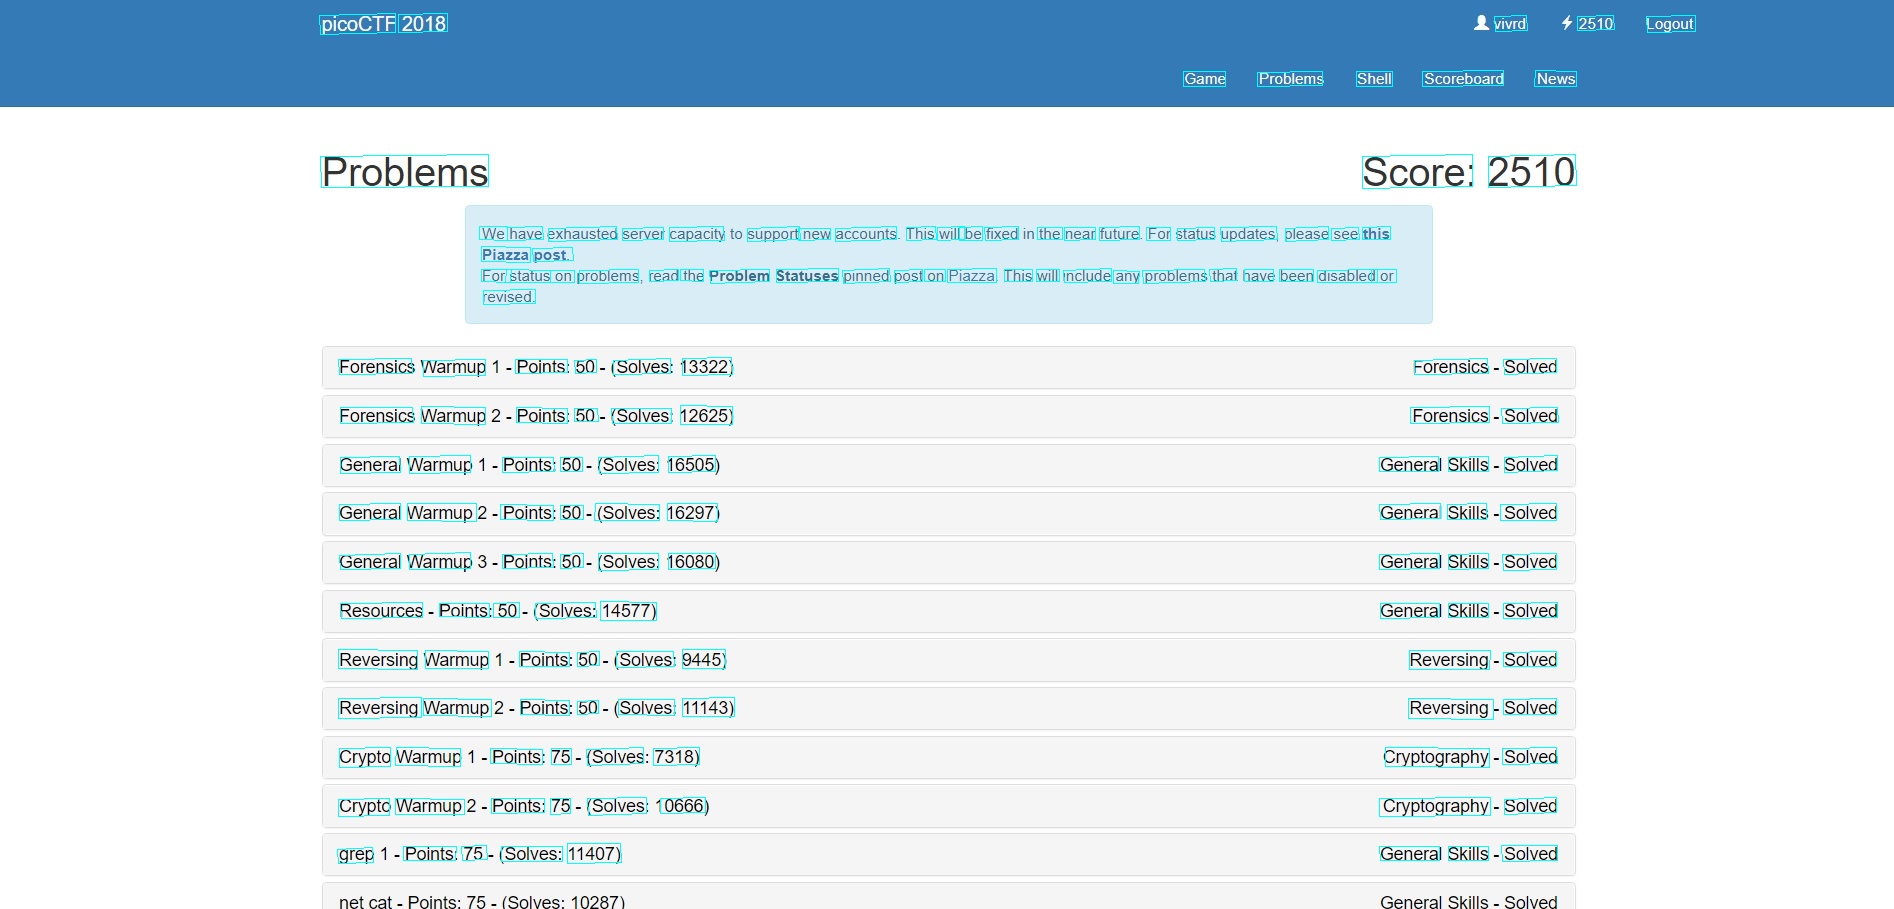 picoCTF 2018
vivrd 2510 Logout
Game Problems Shell Scoreboard News
Problems
Score: 2510
We have exhausted server capacity to support new accounts. This will be fixed in the near future. For status updates, please see this
Piazza post.
For status on problems, read the Problem Statuses pinned post on Piazza. This will include any problems that have been disabled or
revised.
Forensics Warmup 1 - Points: 50 - (Solves: 13322) Forensics - Solved
Forensics Warmup 2 - Points: 50 - (Solves: 12625) Forensics - Solved
General Warmup 1 - Points: 50 - (Solves: 16505) General Skills - Solved
General Warmup 2 - Points: 50 - (Solves: 16297) General Skills - Solved
General Warmup 3 - Points: 50 - (Solves: 16080) General Skills - Solved
Resources - Points: 50 - (Solves: 14577) General Skills - Solved
Reversing Warmup 1 - Points: 50 - (Solves: 9445) Reversing - Solved
Reversing Warmup 2 - Points: 50 - (Solves: 11143) Reversing - Solved
Crypto Warmup 1 - Points: 75 - (Solves: 7318) Cryptography - Solved
Crypto Warmup 2 - Points: 75 - (Solves: 10666) Cryptography - Solved
grep 1 - Points: 75 - (Solves: 11407) General Skills - Solved
net cat - Points: 75 - (Solves: 10287) General Skills - Solved